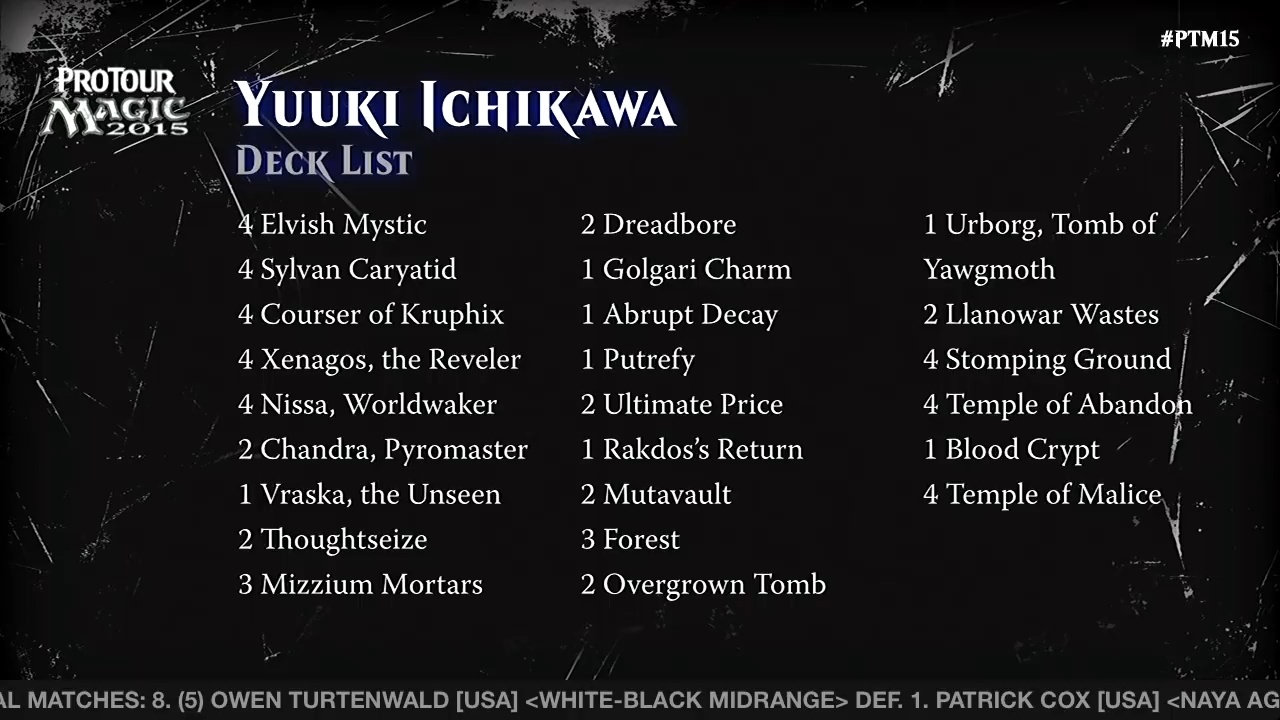 #PTM15
PROTOUR
MAGIC
2015
YUUKI ICHIKAWA
DECK LIST
4 Elvish Mystic
4 Sylvan Caryatid
4 Courser of Kruphix
4 Xenagos, the Reveler
4 Nissa, Worldwaker
2 Chandra, Pyromaster
1 Vraska, the Unseen
2 Thoughtseize
3 Mizzium Mortars
2 Dreadbore
1 Golgari Charm
1 Abrupt Decay
1 Putrefy
2 Ultimate Price
1 Rakdos’s Return
2 Mutavault
3 Forest
2 Overgrown Tomb
1 Urborg, Tomb of
Yawgmoth
2 Llanowar Wastes
4 Stomping Ground
4 Temple of Abandon
1 Blood Crypt
4 Temple of Malice
AL MATCHES: 8. (5) OWEN TURTENWALD [USA] <WHITE-BLACK MIDRANGE> DEF. 1. PATRICK COX [USA] <NAYA AG